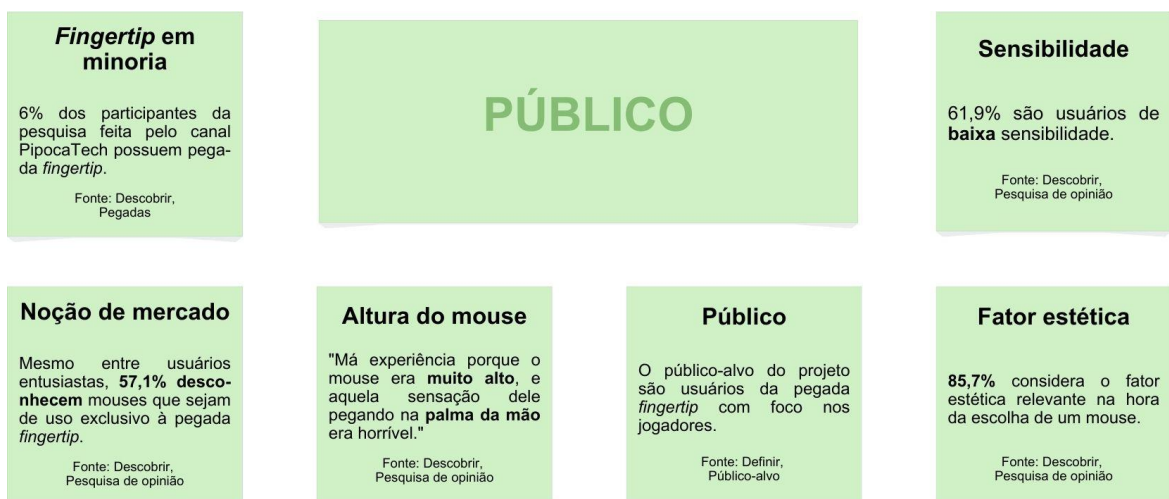 Fingertip em
minoria
6% dos participantes da
pesquisa feita pelo canal
PipocaTech possuem pega-
da fingertip.
Fonte: Descobrir,
Pegadas
PÚBLICO
Sensibilidade
61,9% são usuários de
baixa sensibilidade.
Fonte: Descobrir,
Pesquisa de opinião
Noção de mercado
Mesmo entre usuários
entusiastas, 57,1% desco-
nhecem mouses que sejam
de uso exclusivo à pegada
fingertip.
Fonte: Descobrir,
Pesquisa de opinião
Altura do mouse
"Má experiência porque o
mouse era muito alto, e
aquela sensação dele
pegando na palma da mão
era horrível."
Fonte: Descobrir,
Pesquisa de opinião
Público
O público-alvo do projeto
são usuários da pegada
fingertip com foco nos
jogadores.
Fonte: Definir,
Público-alvo
Fator estética
85,7% considera o fator
estética relevante na hora
da escolha de um mouse.
Fonte: Descobrir,
Pesquisa de opinião